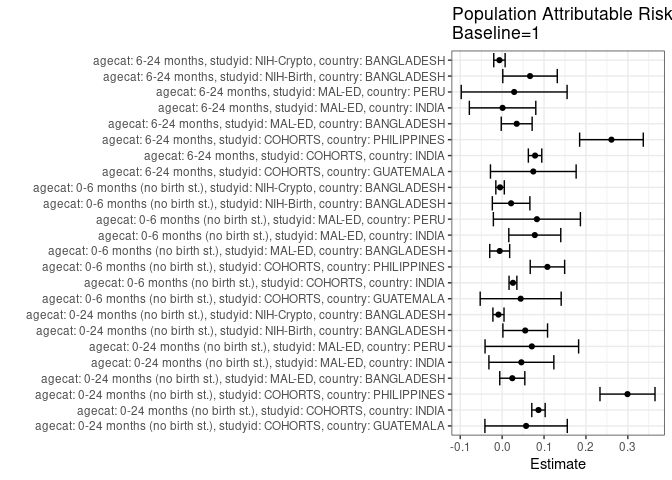 Population Attributable Risk
Baseline=1
agecat: 6-24 months, studyid: NIH-Crypto, country: BANGLADESH
agecat: 6-24 months, studyid: NIH-Birth, country: BANGLADESH
agecat: 6-24 months, studyid: MAL-ED, country: PERU
agecat: 6-24 months, studyid: MAL-ED, country: INDIA
agecat: 6-24 months, studyid: MAL-ED, country: BANGLADESH
agecat: 6-24 months, studyid: COHORTS, country: PHILIPPINES
agecat: 6-24 months, studyid: COHORTS, country: INDIA
agecat: 6-24 months, studyid: COHORTS, country: GUATEMALA
agecat: 0-6 months (no birth st.), studyid: NIH-Crypto, country: BANGLADESH
agecat: 0-6 months (no birth st.), studyid: NIH-Birth, country: BANGLADESH
agecat: 0-6 months (no birth st.), studyid: MAL-ED, country: PERU
agecat: 0-6 months (no birth st.), studyid: MAL-ED, country: INDIA
agecat: 0-6 months (no birth st.), studyid: MAL-ED, country: BANGLADESH
agecat: 0-6 months (no birth st.), studyid: COHORTS, country: PHILIPPINES
agecat: 0-6 months (no birth st.), studyid: COHORTS, country: INDIA
agecat: 0-6 months (no birth st.), studyid: COHORTS, country: GUATEMALA
agecat: 0-24 months (no birth st.), studyid: NIH-Crypto, country: BANGLADESH
agecat: 0-24 months (no birth st.), studyid: NIH-Birth, country: BANGLADESH
agecat: 0-24 months (no birth st.), studyid: MAL-ED, country: PERU
agecat: 0-24 months (no birth st.), studyid: MAL-ED, country: INDIA
agecat: 0-24 months (no birth st.), studyid: MAL-ED, country: BANGLADESH
agecat: 0-24 months (no birth st.), studyid: COHORTS, country: PHILIPPINES
agecat: 0-24 months (no birth st.), studyid: COHORTS, country: INDIA
agecat: 0-24 months (no birth st.), studyid: COHORTS, country: GUATEMALA
-0.1 0.0 0.1 0.2 0.3
Estimate